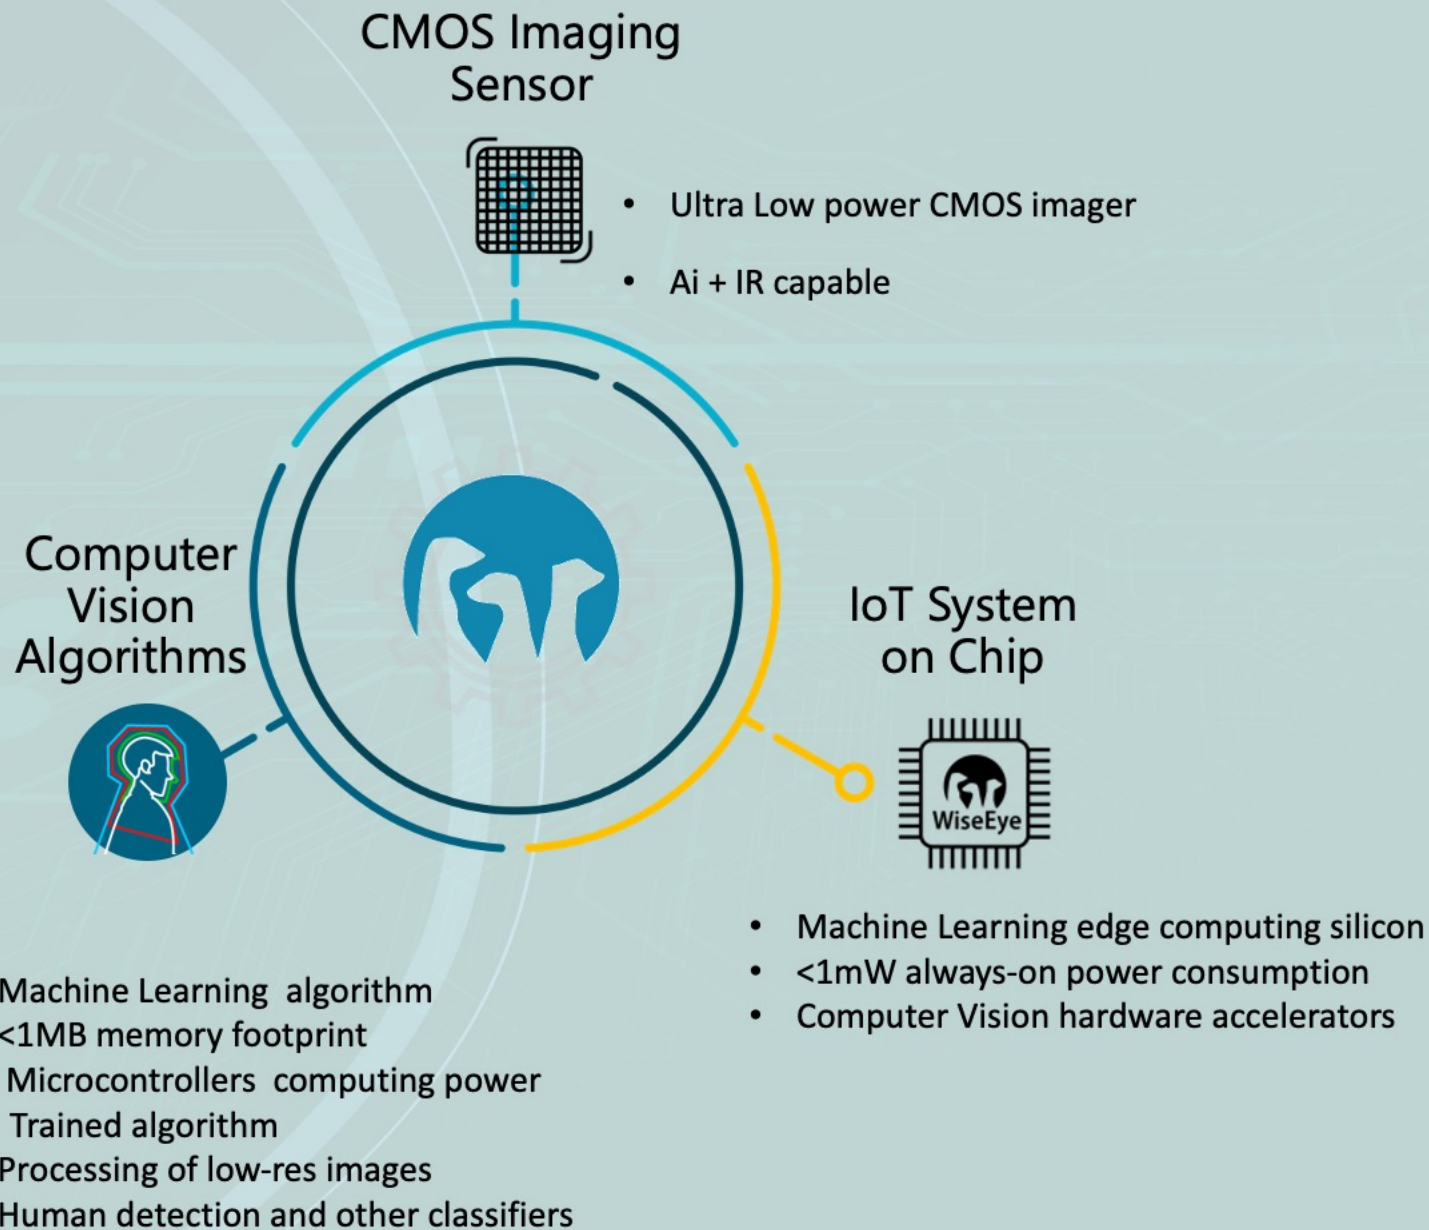 CMOS Imaging
Sensor
• Ultra Low power CMOS imager
• Ai + IR capable
Computer
Vision
Algorithms
IoT System
on Chip
WiseEye
• Machine Learning edge computing silicon
• <1mW always-on power consumption
• Computer Vision hardware accelerators
Machine Learning algorithm
<1MB memory footprint
Microcontrollers computing power
Trained algorithm
Processing of low-res images
Human detection and other classifiers